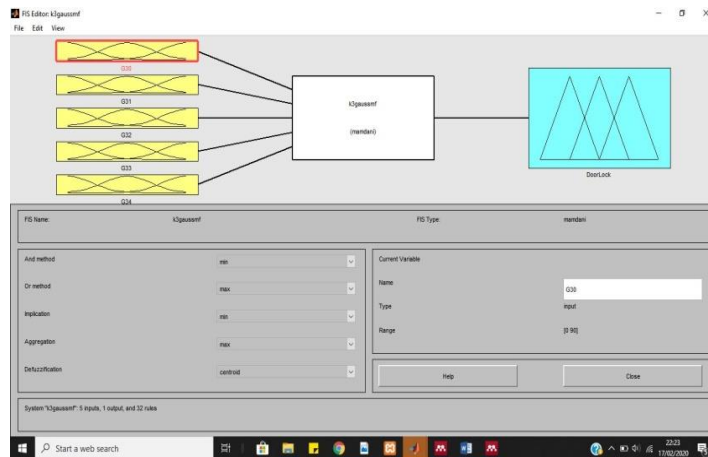 FIS Editor: k3gaussmf
File Edit View
G30
G31
G32
G33
G34
k3gaussmf
(mamdani)
DoorLock
FIS Name: k3gaussmf FIS Type: mamdani
And method min
Or method max
Implication min
Aggregation max
Defuzzification centroid
Current Variable
Name G30
Type input
Range [0 90]
Help Close
System "k3gaussmf": 5 inputs, 1 output, and 32 rules
Start a web search
22:23
17/02/2020